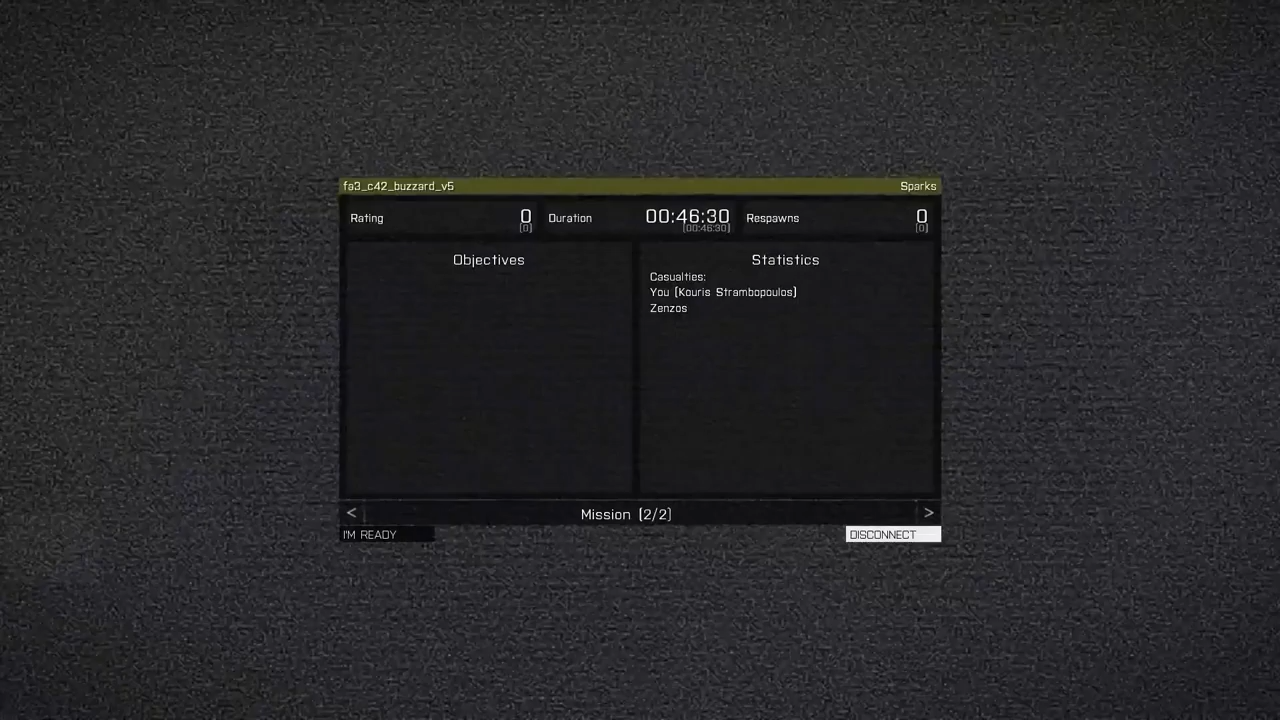 fa3_c42_buzzard_v5 Sparks
Rating 0 Duration 00:46:30 Respawns 0
[0] [00:46:30] [0]
Objectives Statistics
Casualties:
You [Kouris Strambopoulos]
Zenzos
< Mission [2/2] >
I'M READY DISCONNECT